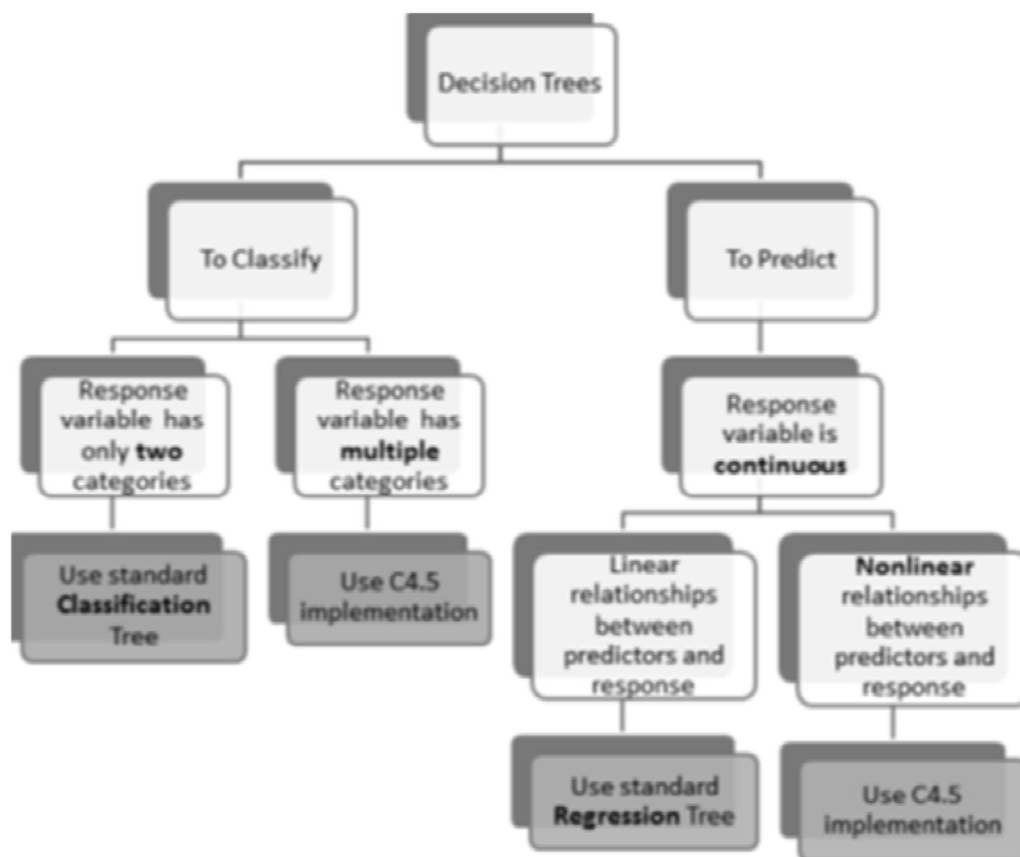 Decision Trees
To Classify
To Predict
Response
variable has
only two
categories
Response
variable has
multiple
categories
Response
variable is
continuous
Use standard
Classification
Tree
Use C4.5
implementation
Linear
relationships
between
predictors and
response
Nonlinear
relationships
between
predictors and
response
Use standard
Regression Tree
Use C4.5
implementation